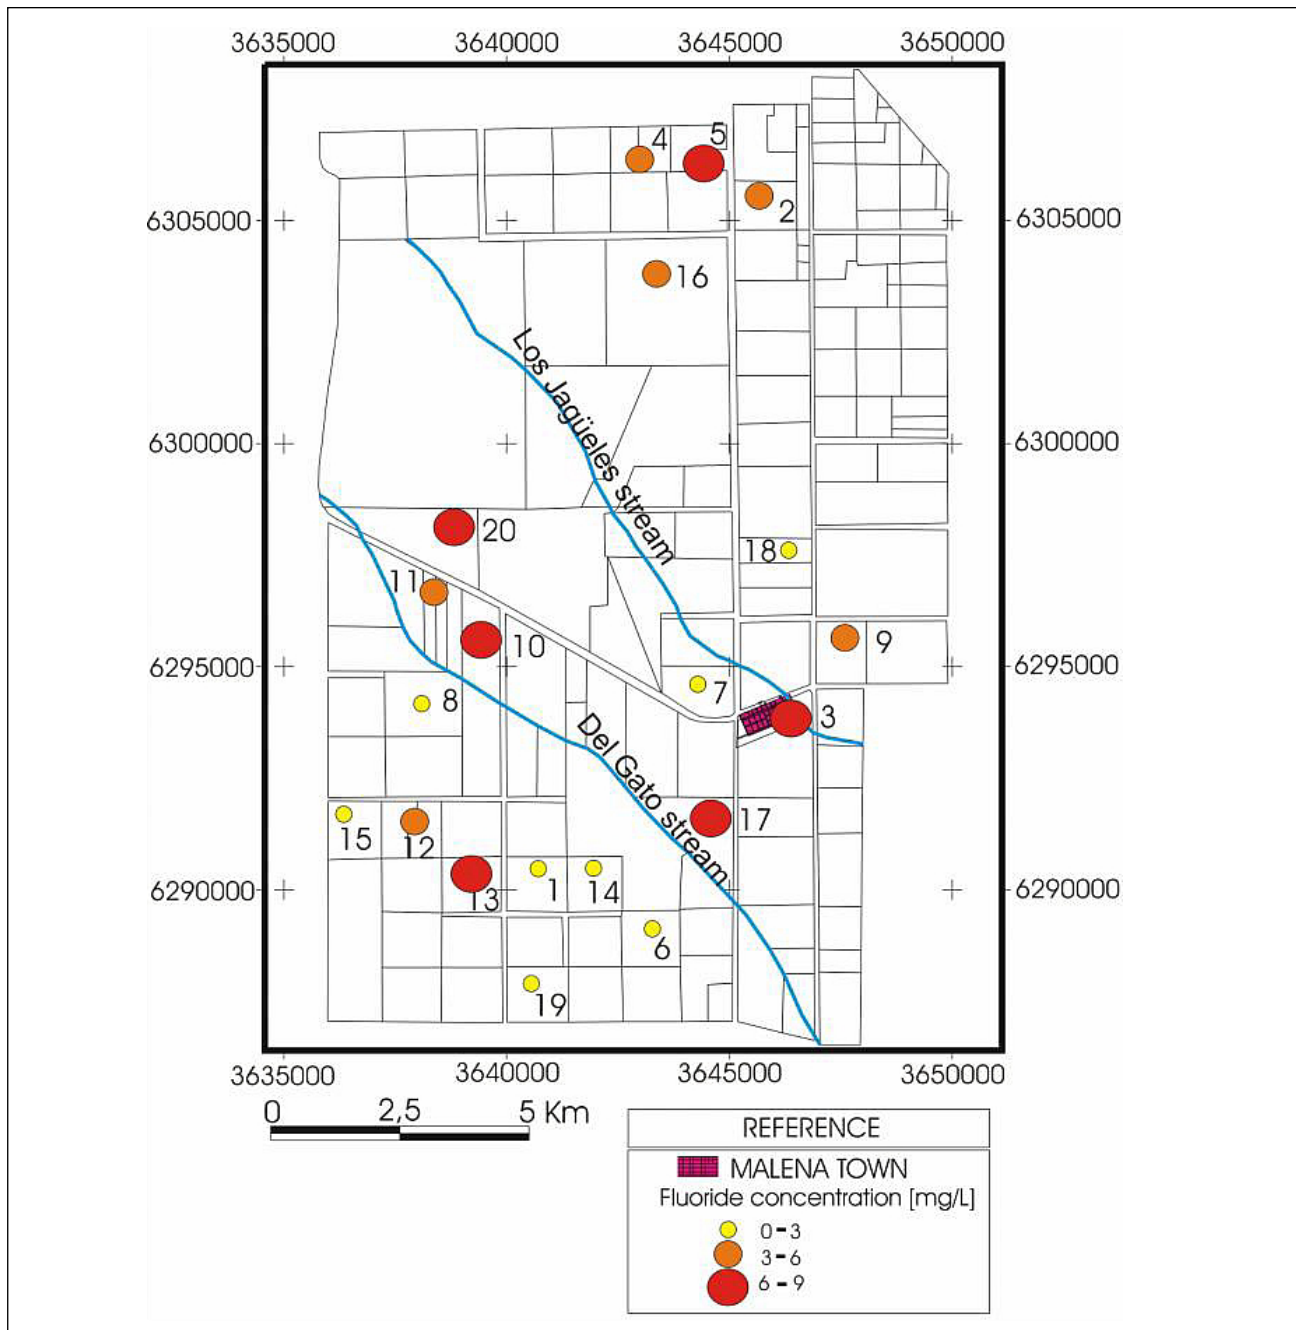 3635000 3640000 3645000 3650000
4 5
2
6305000 6305000
16
Los Jagüeles stream
6300000 6300000
20
18
11
10 9
6295000 6295000
7
8
3
Del Gato stream
17
15 12
13 1 14
6290000 6290000
6
19
3635000 3640000 3645000 3650000
0 2,5 5 Km
REFERENCE
MALENA TOWN
Fluoride concentration [mg/L]
0 - 3
3 - 6
6 - 9